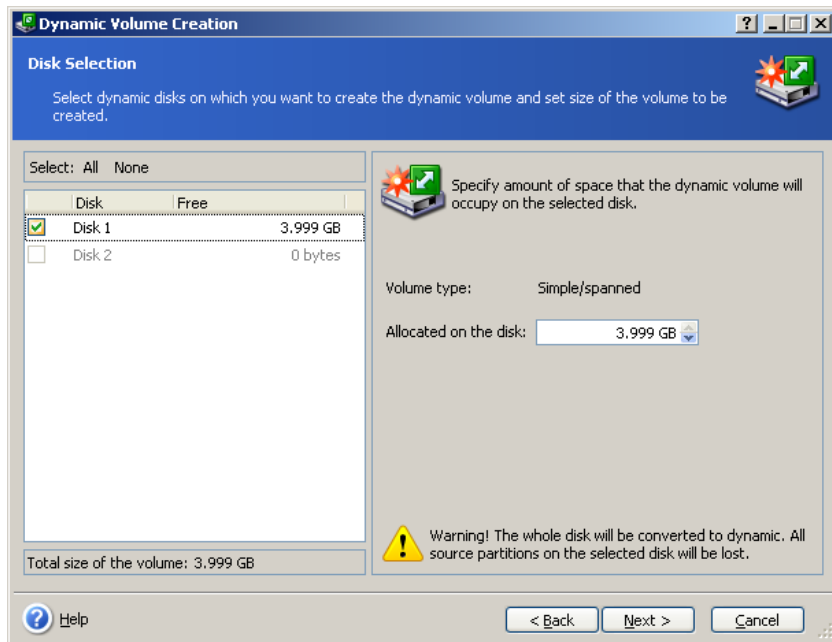 Dynamic Volume Creation
Disk Selection
Select dynamic disks on which you want to create the dynamic volume and set size of the volume to be
created.
Select: All None
Disk Free
Disk 1 3.999 GB
Disk 2 0 bytes
Total size of the volume: 3.999 GB
Specify amount of space that the dynamic volume will
occupy on the selected disk.
Volume type: Simple/spanned
Allocated on the disk: 3.999 GB
Warning! The whole disk will be converted to dynamic. All
source partitions on the selected disk will be lost.
Help
< Back Next > Cancel